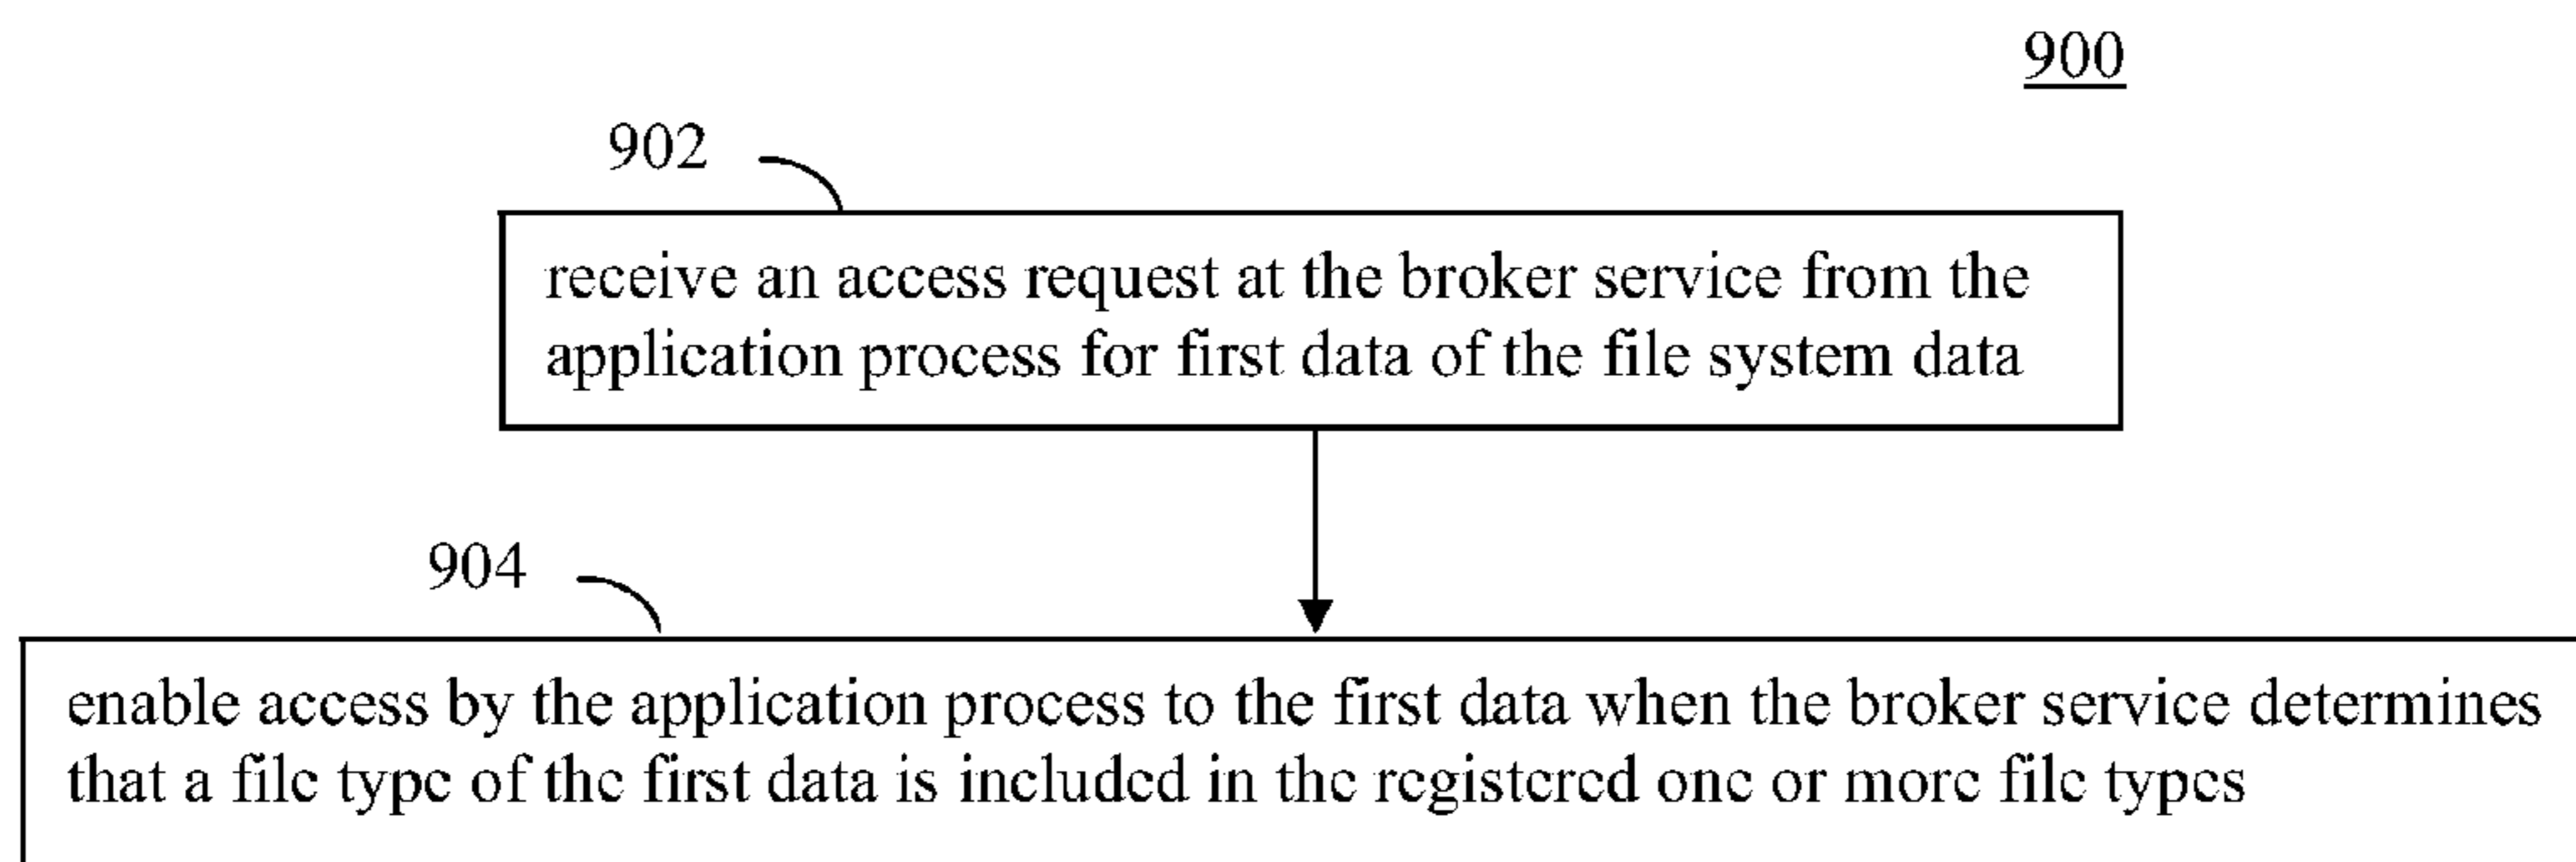 900
902
receive an access request at the broker service from the
application process for first data of the file system data
904
enable access by the application process to the first data when the broker service determines
that a file type of the first data is included in the registered one or more file types